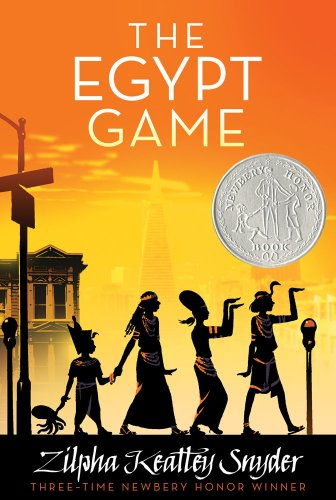 THE
EGYPT
GAME
NEWBERY HONOR
BOOK
Zilpha Keatley Snyder
THREE-TIME NEWBERY HONOR WINNER